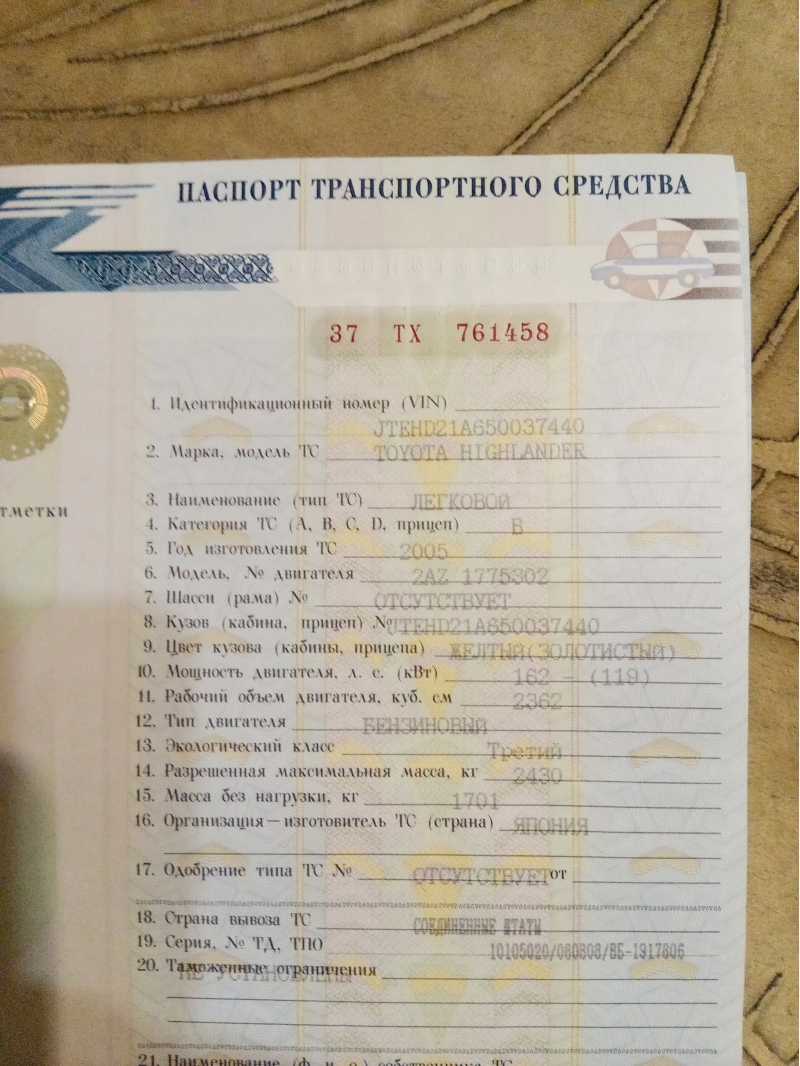 ПАСПОРТ ТРАНСПОРТНОГО СРЕДСТВА
37 ТХ 761458
1. Идентификационный номер (VIN)
JTEHD21A650037440
2. Марка, модель ТС TOYOTA HIGHLANDER
3. Наименование (тип ТС) ЛЕГКОВОЙ
4. Категория ТС (А, В, С, D, прицеп) В
5. Год изготовления ТС 2005
тметки
6. Модель, № двигателя 2AZ 1775302
7. Шасси (рама) № ОТСУТСТВУЕТ
8. Кузов (кабина, прицеп) № JTEHD21A650037440
9. Цвет кузова (кабины, прицепа) ЖЕЛТЫЙ(ЗОЛОТИСТЫЙ)
10. Мощность двигателя, л. с. (кВт) 162 - (119)
11. Рабочий объем двигателя, куб. см 2362
12. Тип двигателя БЕНЗИНОВЫЙ
13. Экологический класс Третий
14. Разрешенная максимальная масса, кг 2430
15. Масса без нагрузки, кг 1701
16. Организация—изготовитель ТС (страна) ЯПОНИЯ
17. Одобрение типа ТС № ОТСУТСТВУЕТ от
18. Страна вывоза ТС СОЕДИНЕННЫЕ ШТАТЫ
19. Серия, № ТД, ТПО 10105020/080808/ВБ-1917806
20. Таможенные ограничения
НЕ УСТАНОВЛЕНЫ
21. Наименование (ф. и. о.) собственника ТС